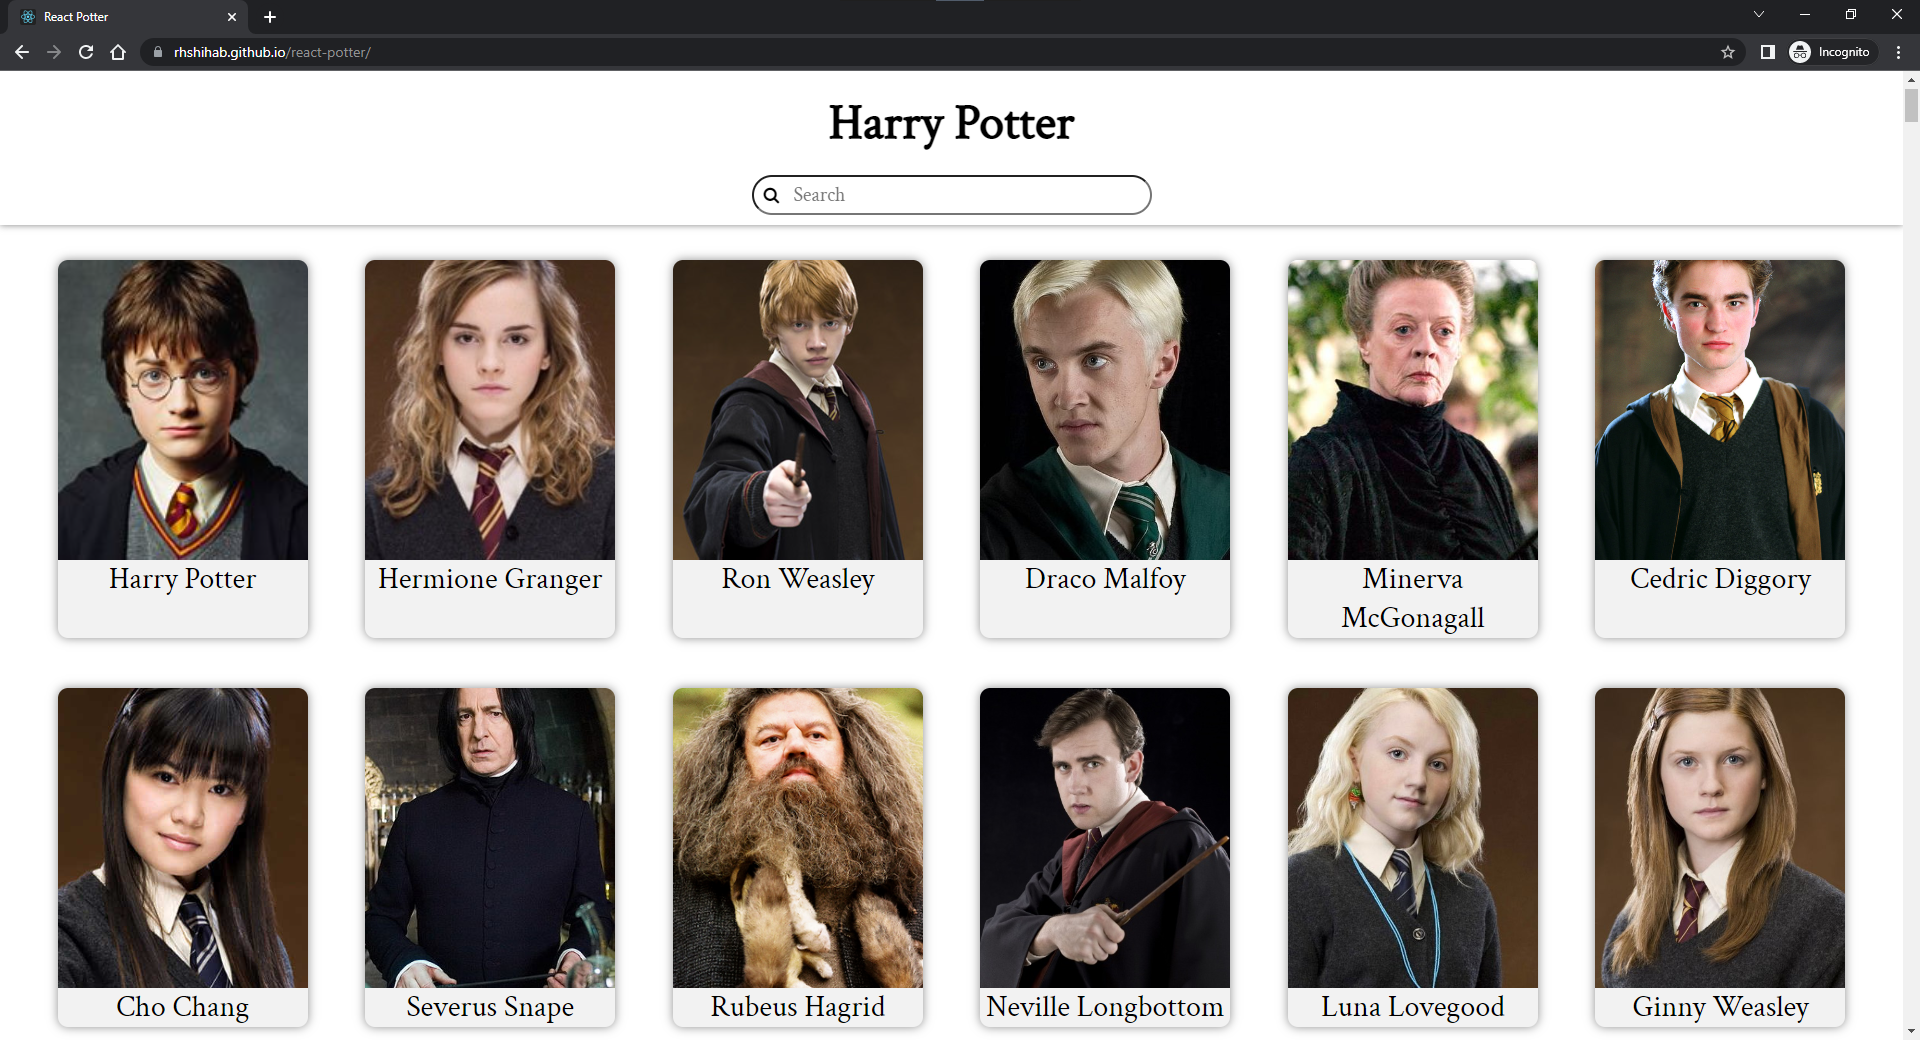 React Potter
rhshihab.github.io/react-potter/
Incognito
Harry Potter
Search
Harry Potter
Hermione Granger
Ron Weasley
Draco Malfoy
Minerva
McGonagall
Cedric Diggory
Cho Chang
Severus Snape
Rubeus Hagrid
Neville Longbottom
Luna Lovegood
Ginny Weasley